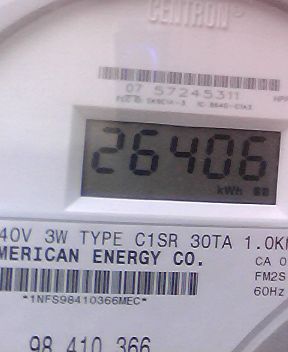 CENTRON®
07 57245311
26406
kWh
40V 3W TYPE C1SR 30TA 1.0K
MERICAN ENERGY CO.
CA 0
FM2S
60Hz
*1NFS98410366MEC*
98 410 366